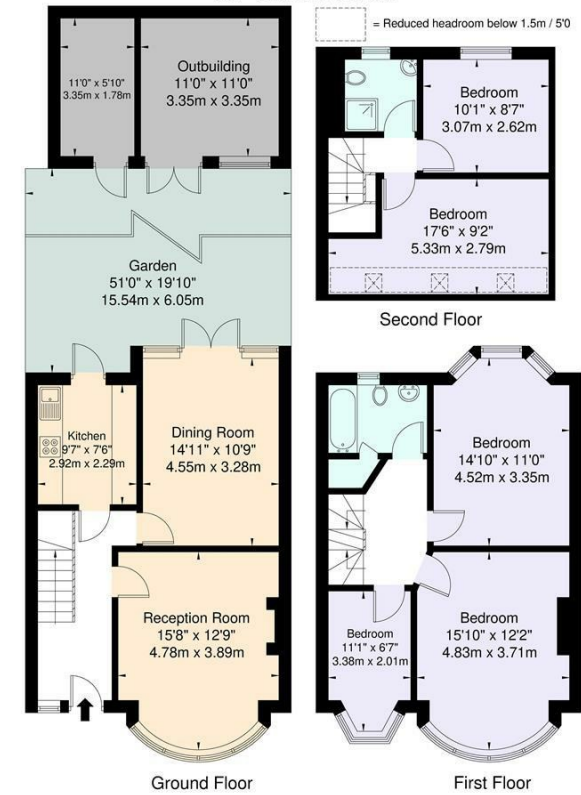 = Reduced headroom below 1.5m / 5'0
11'0" x 5'10"
3.35m x 1.78m
Outbuilding
11'0" x 11'0"
3.35m x 3.35m
Garden
51'0" x 19'10"
15.54m x 6.05m
Kitchen
9'7" x 7'6"
2.92m x 2.29m
Dining Room
14'11" x 10'9"
4.55m x 3.28m
Reception Room
15'8" x 12'9"
4.78m x 3.89m
Ground Floor
Bedroom
10'1" x 8'7"
3.07m x 2.62m
Bedroom
17'6" x 9'2"
5.33m x 2.79m
Second Floor
Bedroom
14'10" x 11'0"
4.52m x 3.35m
Bedroom
11'1" x 6'7"
3.38m x 2.01m
Bedroom
15'10" x 12'2"
4.83m x 3.71m
First Floor